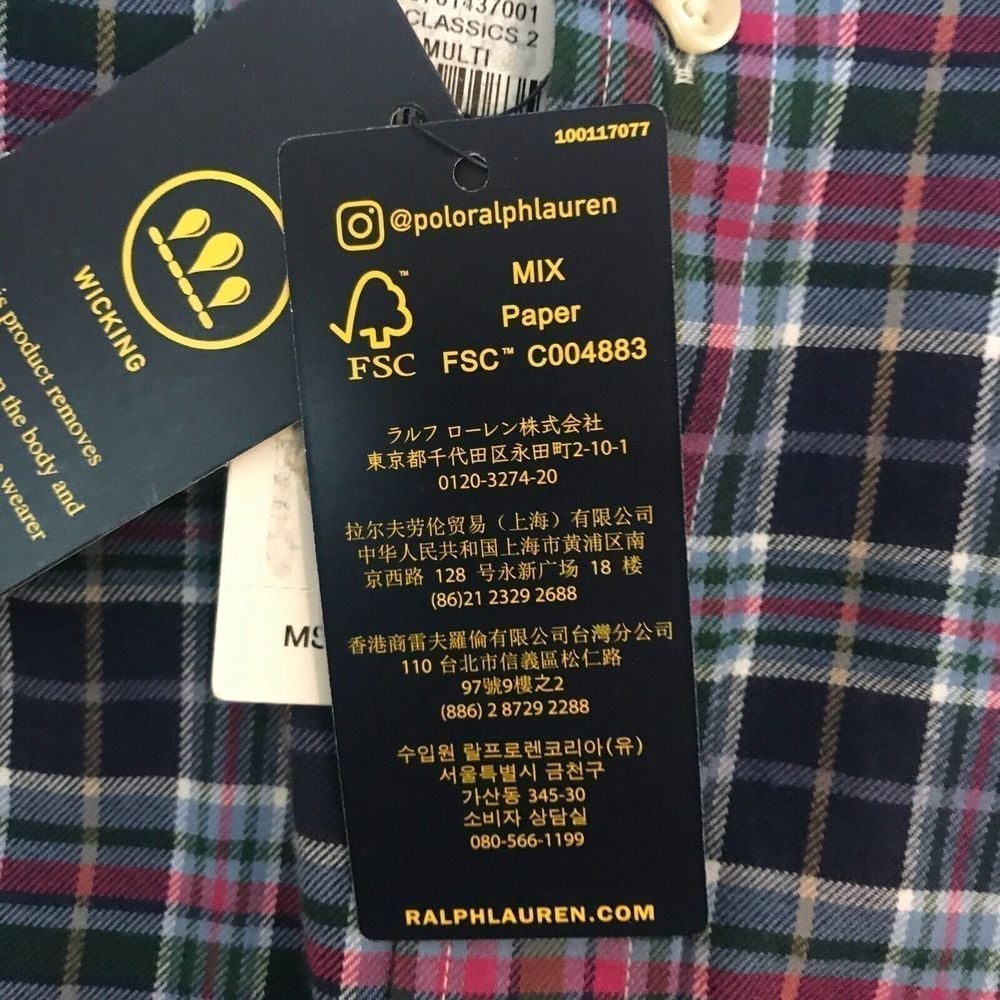 CLASSICS 2
MULTI
WICKING
product removes
the body and
wearer
MS
100117077
@poloralphlauren
FSC
MIX
Paper
FSC™ C004883
ラルフ ローレン株式会社
東京都千代田区永田町2-10-1
0120-3274-20
拉尔夫劳伦贸易（上海）有限公司
中华人民共和国上海市黄浦区南
京西路 128 号永新广场 18 楼
(86)21 2329 2688
香港商雷夫羅倫有限公司台灣分公司
110 台北市信義區松仁路
97號9樓之2
(886) 2 8729 2288
수입원 랄프로렌코리아(유)
서울특별시 금천구
가산동 345-30
소비자 상담실
080-566-1199
RALPHLAUREN.COM